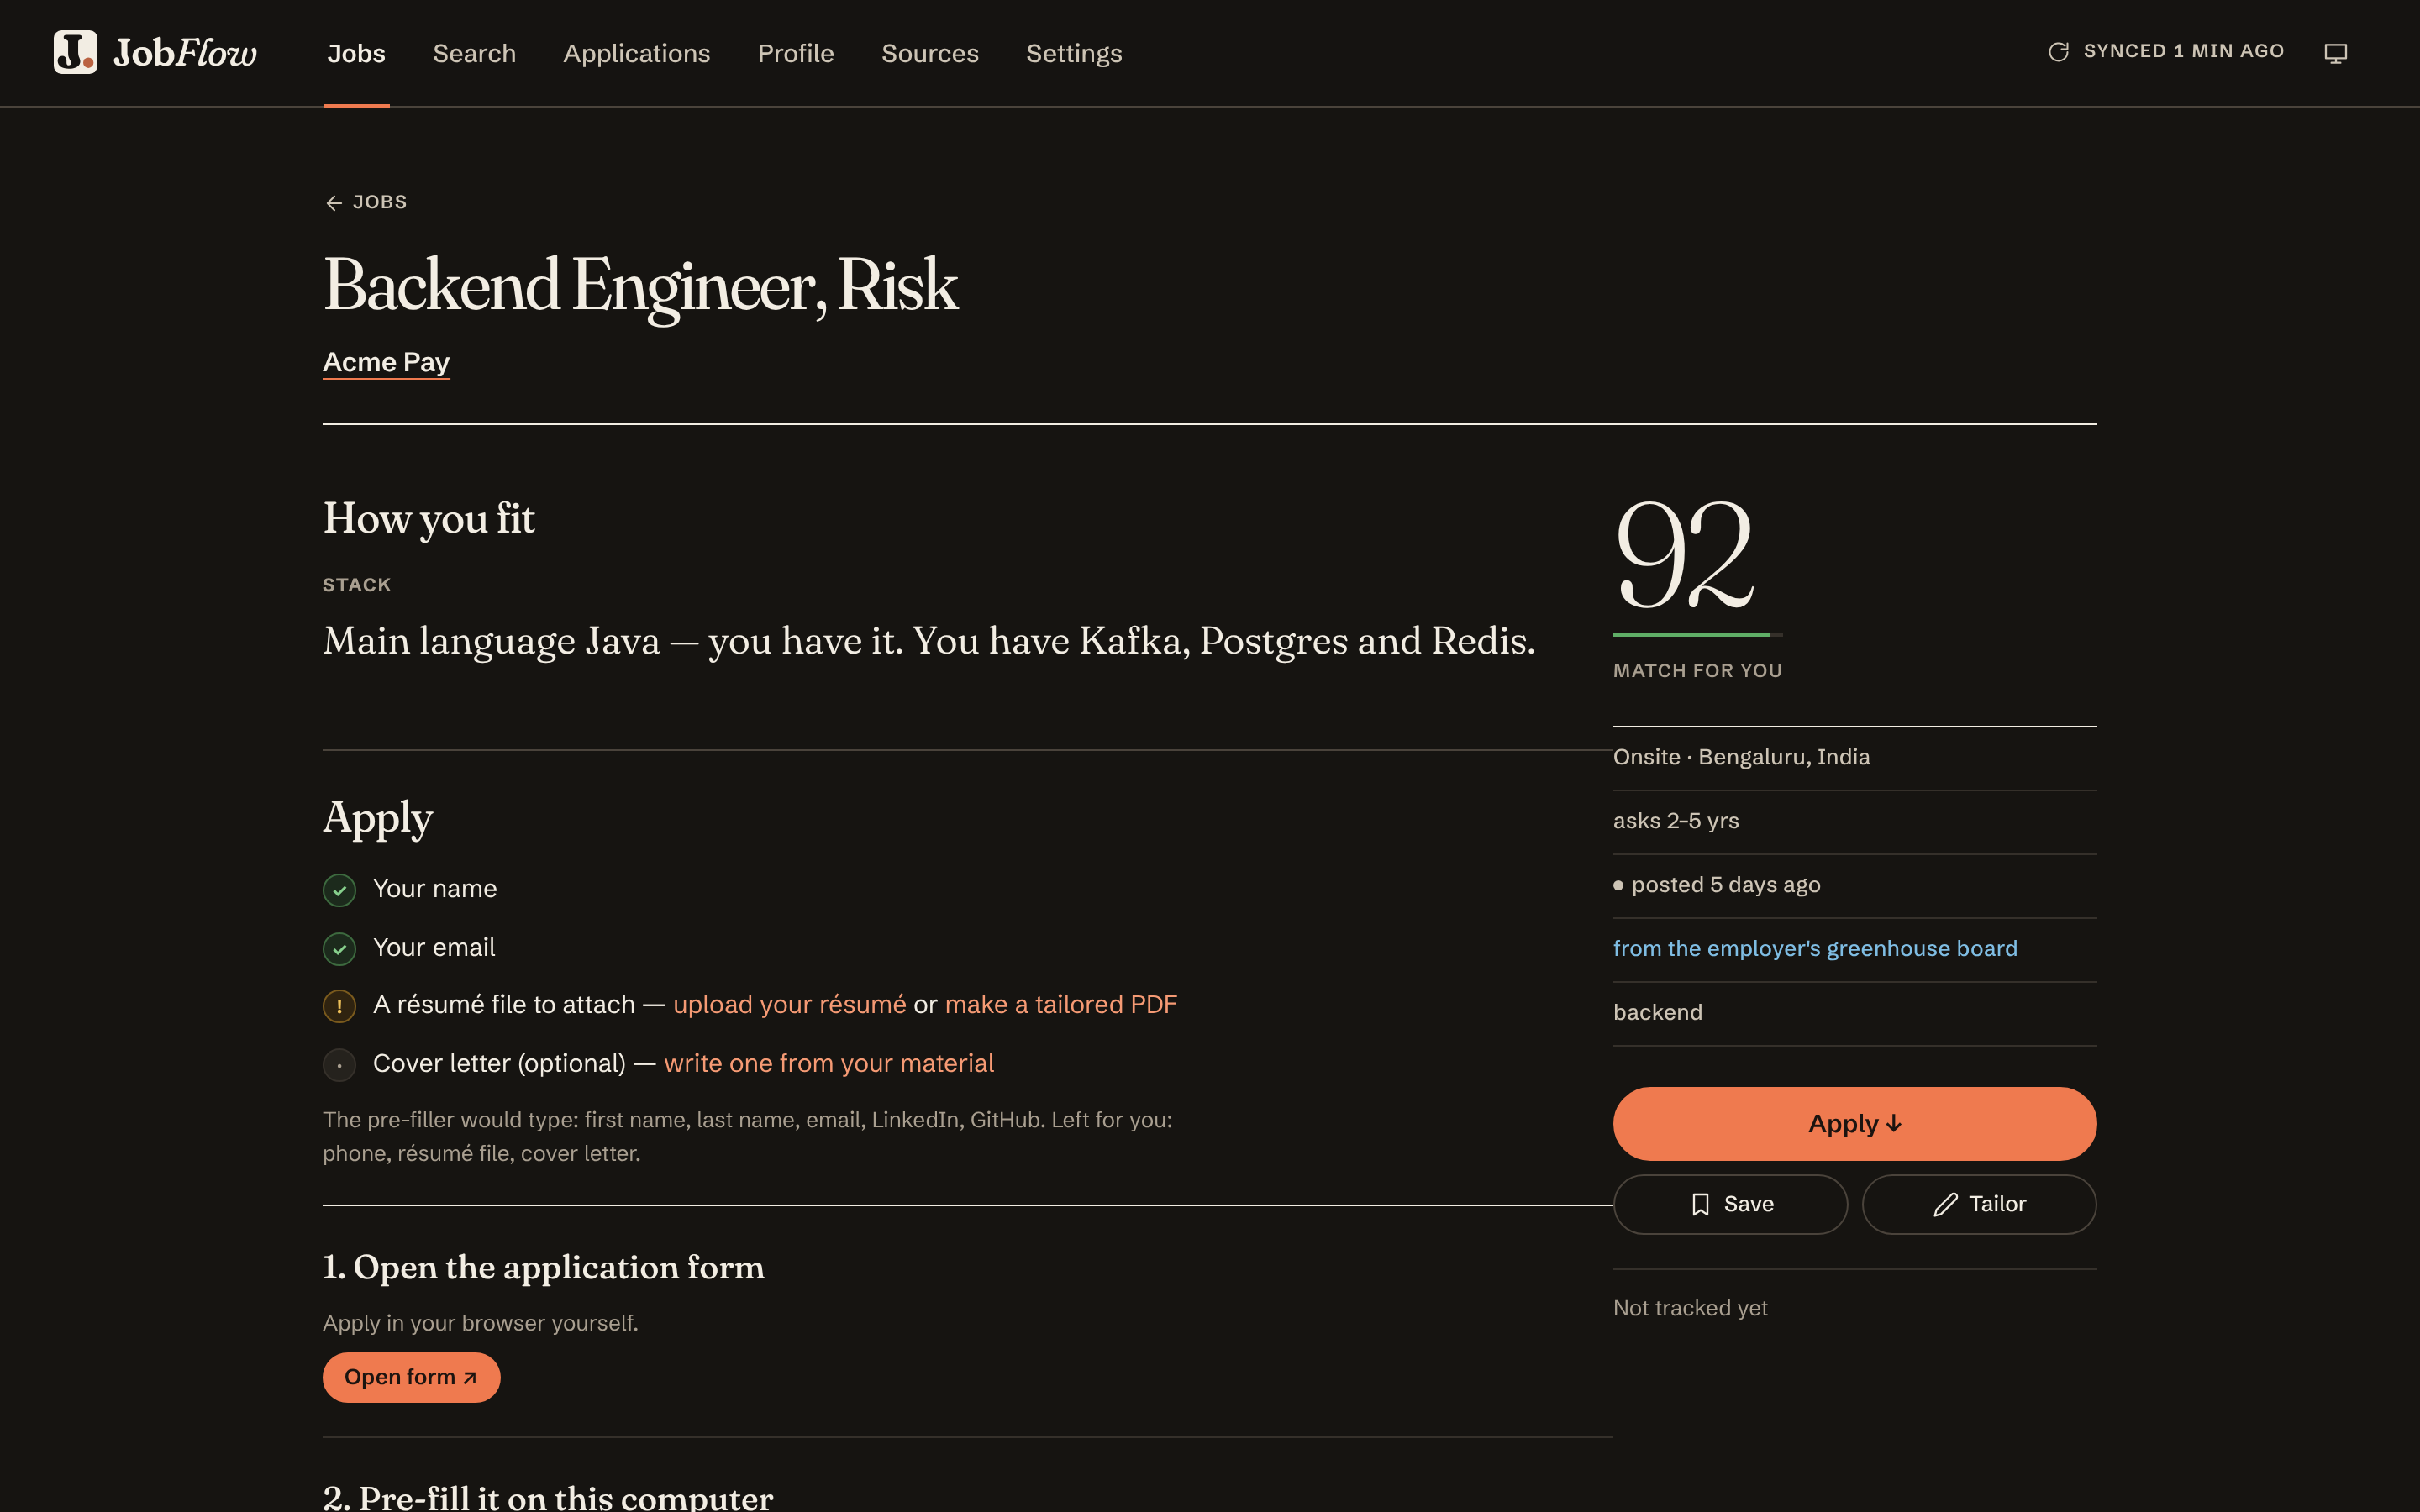 J. JobFlow
Jobs
Search
Applications
Profile
Sources
Settings
SYNCED 1 MIN AGO
← JOBS
Backend Engineer, Risk
Acme Pay
How you fit
STACK
Main language Java — you have it. You have Kafka, Postgres and Redis.
Apply
Your name
Your email
! A résumé file to attach — upload your résumé or make a tailored PDF
Cover letter (optional) — write one from your material
The pre-filler would type: first name, last name, email, LinkedIn, GitHub. Left for you:
phone, résumé file, cover letter.
1. Open the application form
Apply in your browser yourself.
Open form ↗
2. Pre-fill it on this computer
92
MATCH FOR YOU
Onsite · Bengaluru, India
asks 2–5 yrs
● posted 5 days ago
from the employer's greenhouse board
backend
Apply ↓
Save
Tailor
Not tracked yet